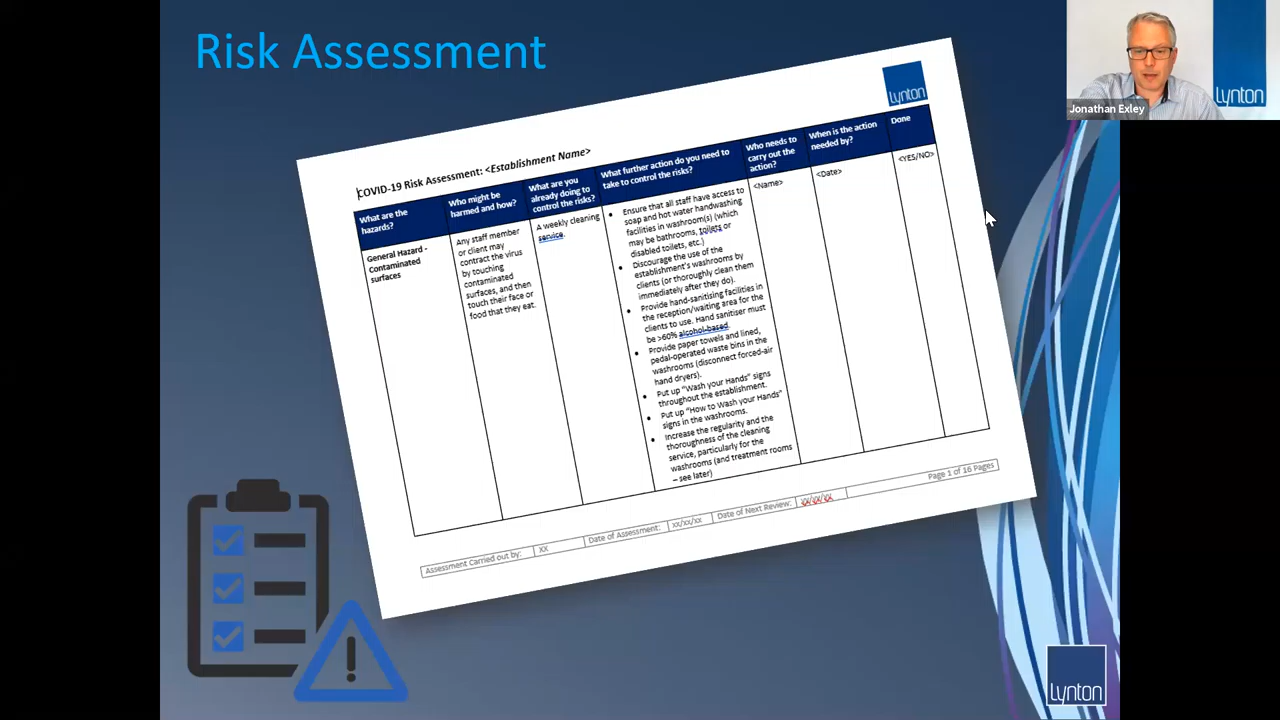 Risk Assessment
Lynton
Jonathan Exley
Lynton
COVID-19 Risk Assessment: <Establishment Name>
What are the
hazards?
Who might be
harmed and how?
What are you
already doing to
control the risks?
What further action do you need to
take to control the risks?
Who needs to
carry out the
action?
When is the action
needed by?
Done
General Hazard -
Contaminated
surfaces
Any staff member
or client may
contract the virus
by touching
contaminated
surfaces, and then
touch their face or
food that they eat.
A weekly cleaning
service.
• Ensure that all staff have access to
soap and hot water handwashing
facilities in washroom(s) (which
may be bathrooms, toilets or
disabled toilets, etc.)
• Discourage the use of the
establishment's washrooms by
clients (or thoroughly clean them
immediately after they do).
• Provide hand-sanitising facilities in
the reception/waiting area for the
clients to use. Hand sanitiser must
be >60% alcohol-based.
• Provide paper towels and lined,
pedal-operated waste bins in the
washrooms (disconnect forced-air
hand dryers).
• Put up "Wash your Hands" signs
throughout the establishment.
• Put up "How to Wash your Hands"
signs in the washrooms.
• Increase the regularity and the
thoroughness of the cleaning
service, particularly for the
washrooms (and treatment rooms
– see later)
<Name>
<Date>
<YES/NO>
Assessment Carried out by: XX Date of Assessment: xx/xx/xx Date of Next Review: xx/xx/xx Page 1 of 16 Pages
Lynton